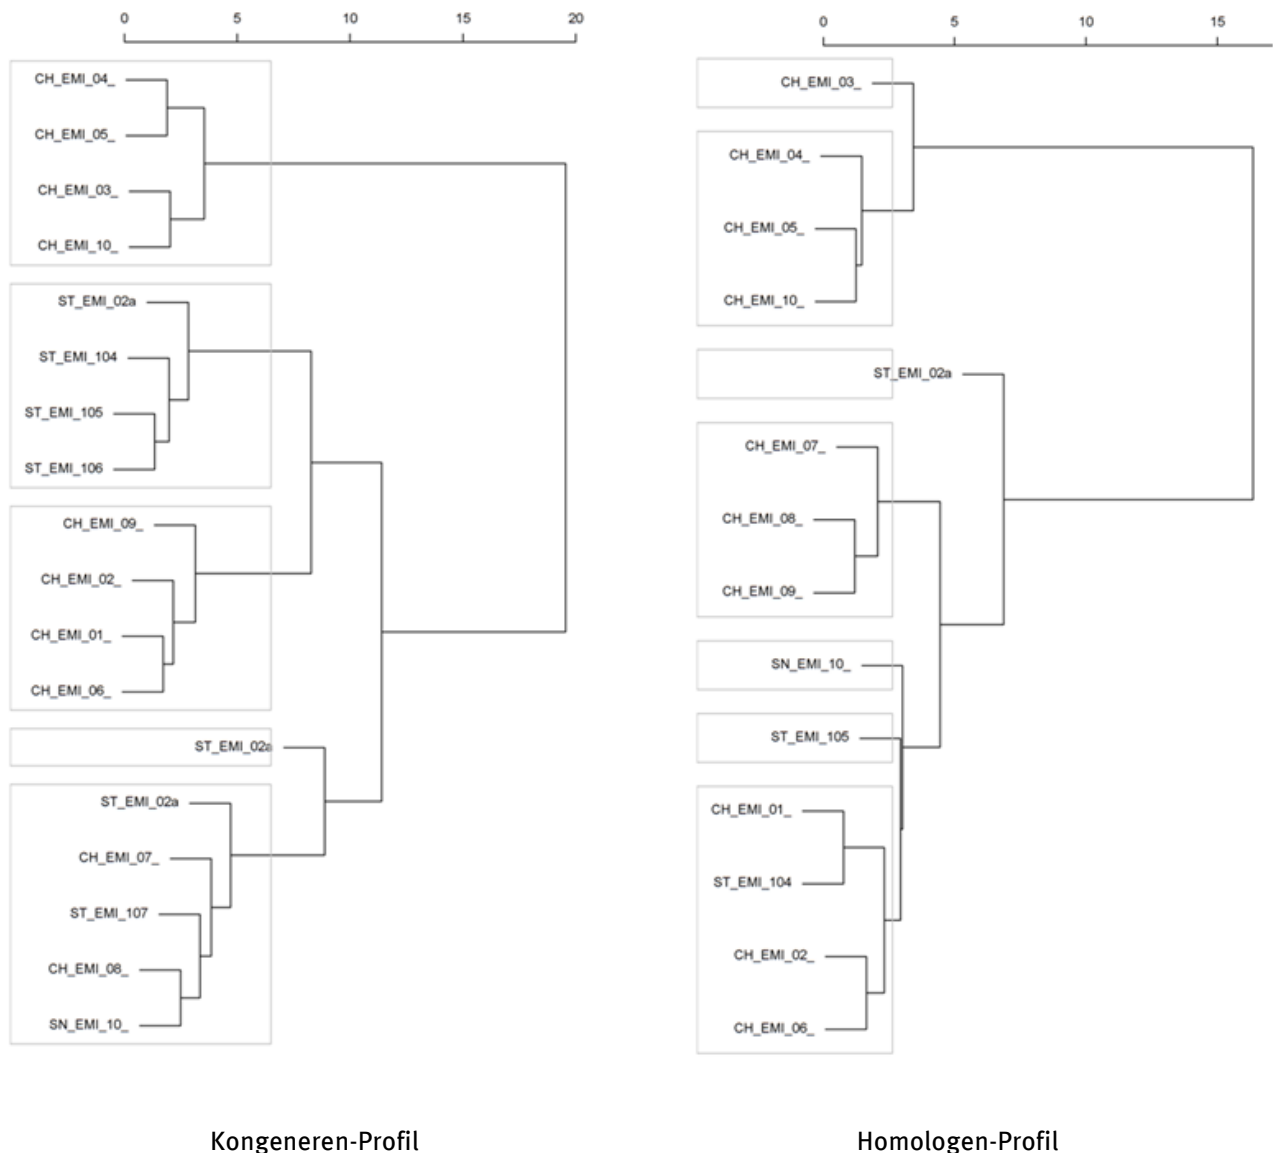 0 5 10 15 20
CH_EMI_04_
CH_EMI_05_
CH_EMI_03_
CH_EMI_10_
ST_EMI_02a
ST_EMI_104
ST_EMI_105
ST_EMI_106
CH_EMI_09_
CH_EMI_02_
CH_EMI_01_
CH_EMI_06_
ST_EMI_02a
ST_EMI_02a
CH_EMI_07_
ST_EMI_107
CH_EMI_08_
SN_EMI_10_
Kongeneren-Profil
0 5 10 15
CH_EMI_03_
CH_EMI_04_
CH_EMI_05_
CH_EMI_10_
ST_EMI_02a
CH_EMI_07_
CH_EMI_08_
CH_EMI_09_
SN_EMI_10_
ST_EMI_105
CH_EMI_01_
ST_EMI_104
CH_EMI_02_
CH_EMI_06_
Homologen-Profil